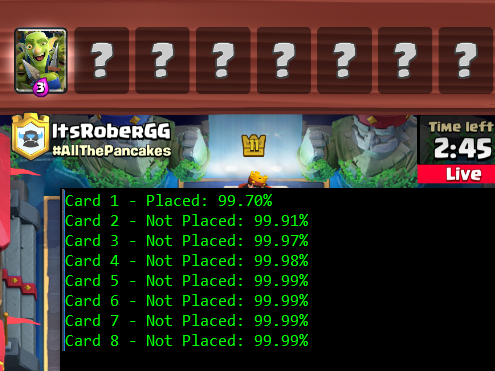 3
? ? ? ? ? ? ?
ItsRoberGG
#AllThePancakes
Time left
2:45
Live
Card 1 - Placed: 99.70%
Card 2 - Not Placed: 99.91%
Card 3 - Not Placed: 99.97%
Card 4 - Not Placed: 99.98%
Card 5 - Not Placed: 99.99%
Card 6 - Not Placed: 99.99%
Card 7 - Not Placed: 99.99%
Card 8 - Not Placed: 99.99%